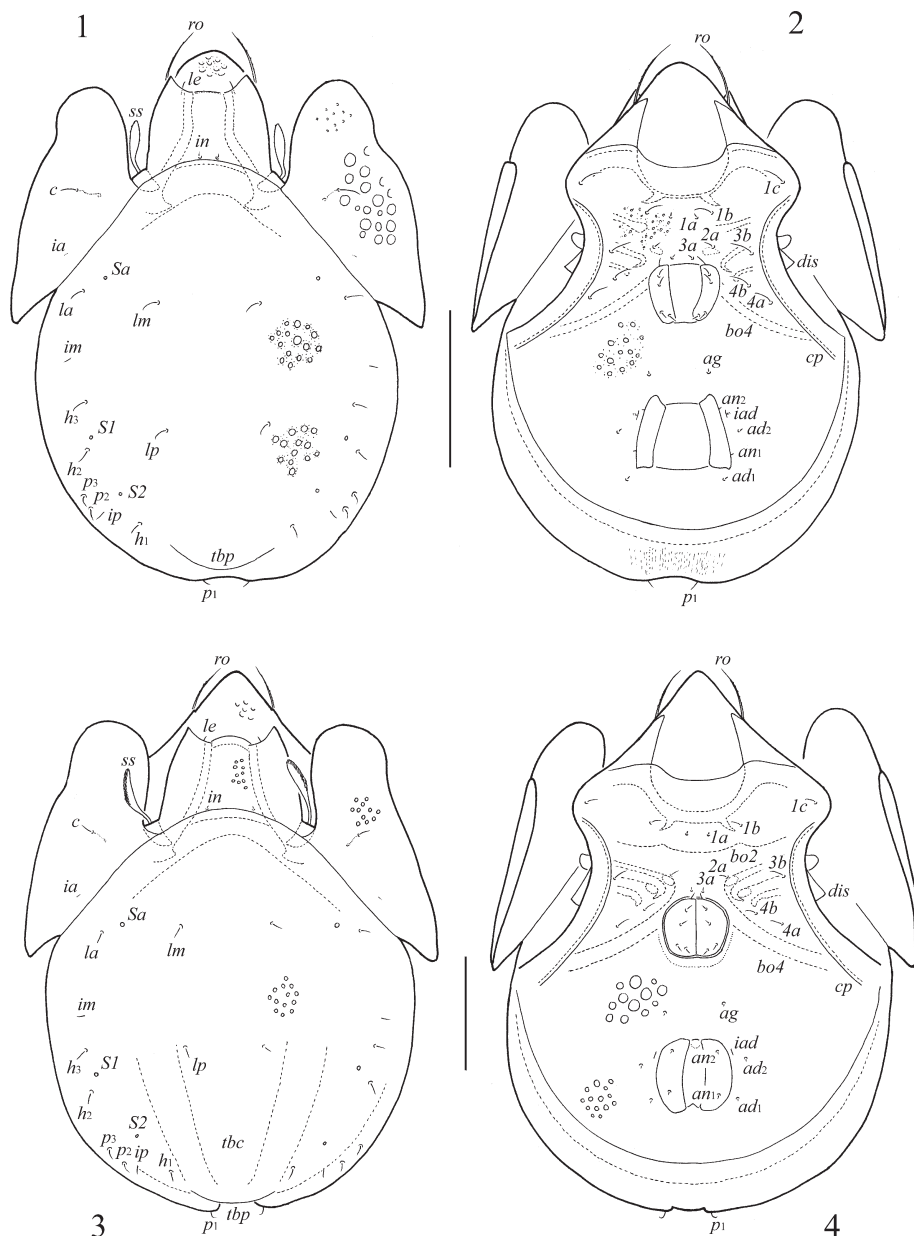 1
ro
le
ss
in
c
ia
Sa
la
lm
im
h3
S1
lp
h2
p3
p2
S2
ip
h1
tbp
p1
2
ro
1c
1a 1b
2a 3b
3a
dis
4b
4a
bo4
cp
ag
an2
iad
ad2
an1
ad1
p1
3
ro
le
ss
in
c
ia
Sa
la
lm
im
h3
S1
lp
h2
S2
tbc
p3
p2 ip
h1
tbp
p1
4
ro
1c
1a 1b
bo2
2a 3b
3a
dis
4b
4a
bo4
cp
ag
iad
an2
ad2
an1
ad1
p1